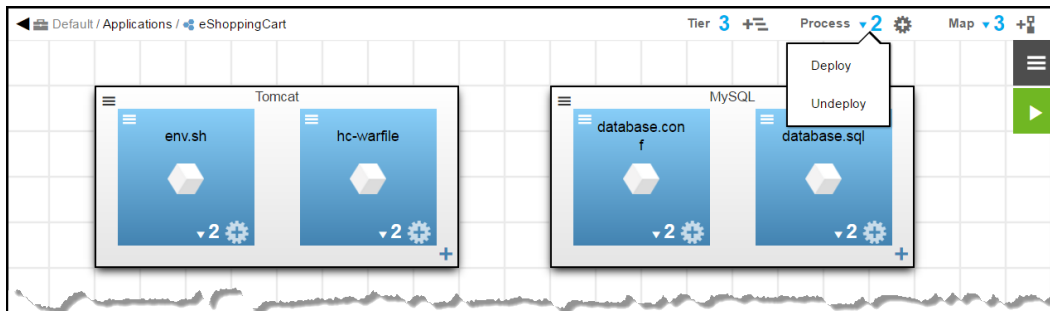 Default / Applications / eShoppingCart
Tier 3 Process 2 Map 3
Deploy
Undeploy
Tomcat
env.sh
2
hc-warfile
2
MySQL
database.con
f
2
database.sql
2